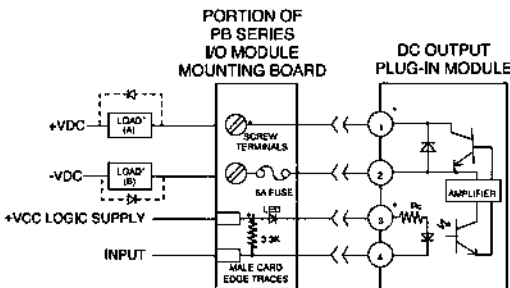 PORTION OF
PB SERIES
I/O MODULE
MOUNTING BOARD
DC OUTPUT
PLUG-IN MODULE
+VDC
LOAD*
(A)
SCREW
TERMINALS
+
1
-VDC
LOAD*
(B)
5A FUSE
2
AMPLIFIER
+VCC LOGIC SUPPLY
LED
3.3K
+
3
Rc
INPUT
MALE CARD
EDGE TRACES
4